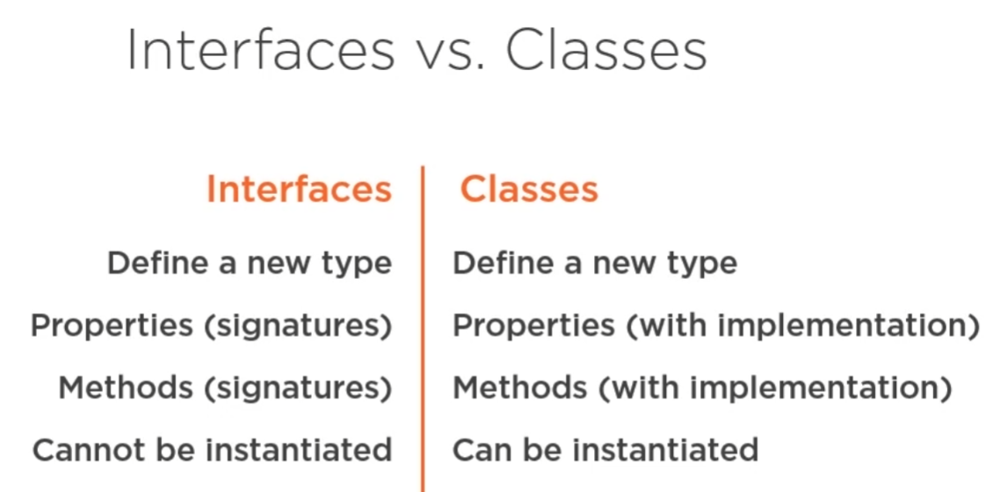 Interfaces vs. Classes
Interfaces
Classes
Define a new type
Define a new type
Properties (signatures)
Properties (with implementation)
Methods (signatures)
Methods (with implementation)
Cannot be instantiated
Can be instantiated